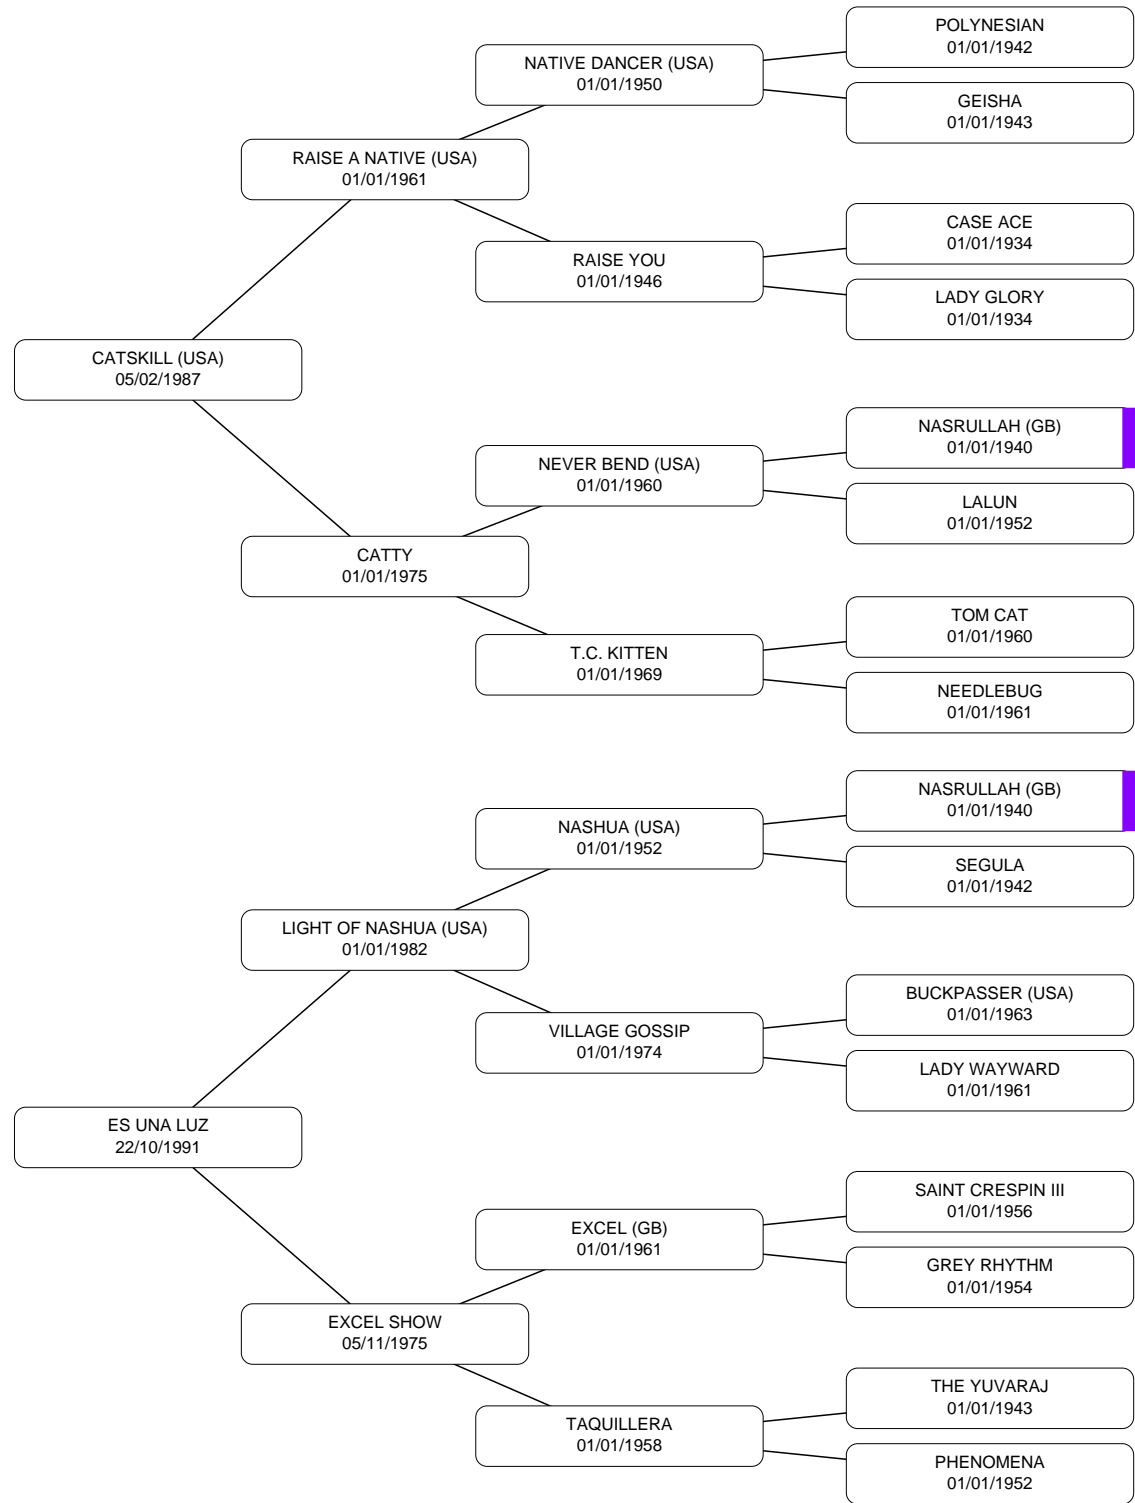 POLYNESIAN
01/01/1942
NATIVE DANCER (USA)
01/01/1950
GEISHA
01/01/1943
RAISE A NATIVE (USA)
01/01/1961
CASE ACE
01/01/1934
RAISE YOU
01/01/1946
LADY GLORY
01/01/1934
CATSKILL (USA)
05/02/1987
NASRULLAH (GB)
01/01/1940
NEVER BEND (USA)
01/01/1960
LALUN
01/01/1952
CATTY
01/01/1975
TOM CAT
01/01/1960
T.C. KITTEN
01/01/1969
NEEDLEBUG
01/01/1961
NASRULLAH (GB)
01/01/1940
NASHUA (USA)
01/01/1952
SEGULA
01/01/1942
LIGHT OF NASHUA (USA)
01/01/1982
BUCKPASSER (USA)
01/01/1963
VILLAGE GOSSIP
01/01/1974
LADY WAYWARD
01/01/1961
ES UNA LUZ
22/10/1991
SAINT CRESPIN III
01/01/1956
EXCEL (GB)
01/01/1961
GREY RHYTHM
01/01/1954
EXCEL SHOW
05/11/1975
THE YUVARAJ
01/01/1943
TAQUILLERA
01/01/1958
PHENOMENA
01/01/1952